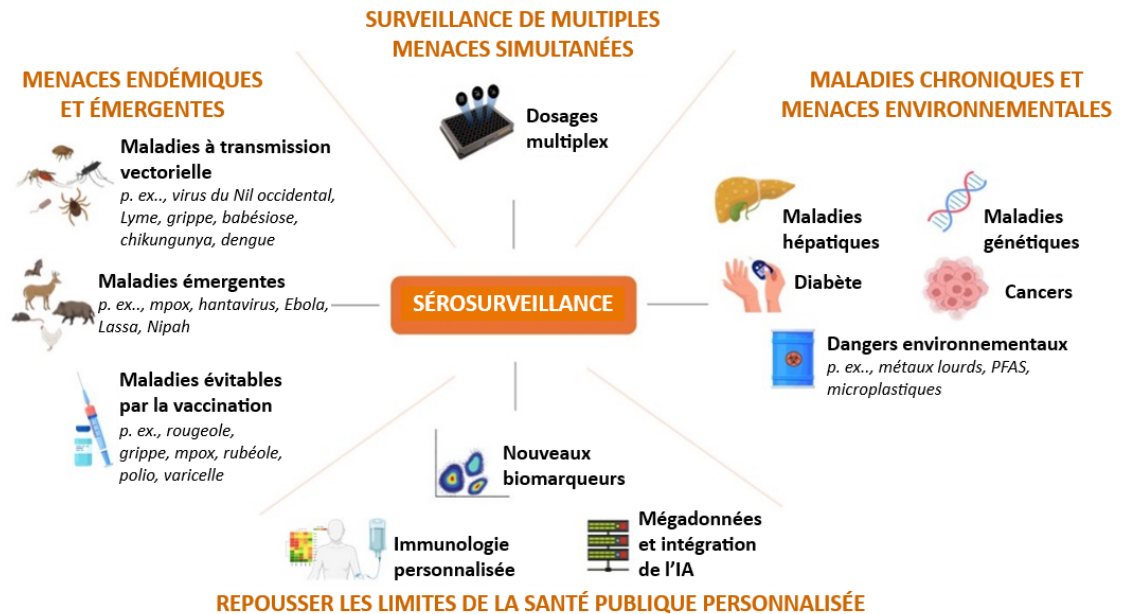 SURVEILLANCE DE MULTIPLES
MENACES SIMULTANÉES
Dosages
multiplex
MENACES ENDÉMIQUES
ET ÉMERGENTES
Maladies à transmission
vectorielle
p. ex.., virus du Nil occidental,
Lyme, grippe, babésiose,
chikungunya, dengue
Maladies émergentes
p. ex.., mpox, hantavirus, Ebola,
Lassa, Nipah
Maladies évitables
par la vaccination
p. ex., rougeole,
grippe, mpox, rubéole,
polio, varicelle
SÉROSURVEILLANCE
MALADIES CHRONIQUES ET
MENACES ENVIRONNEMENTALES
Maladies
hépatiques
Maladies
génétiques
Diabète
Cancers
Dangers environnementaux
p. ex.., métaux lourds, PFAS,
microplastiques
Nouveaux
biomarqueurs
Immunologie
personnalisée
Mégadonnées
et intégration
de l’IA
REPOUSSER LES LIMITES DE LA SANTÉ PUBLIQUE PERSONNALISÉE